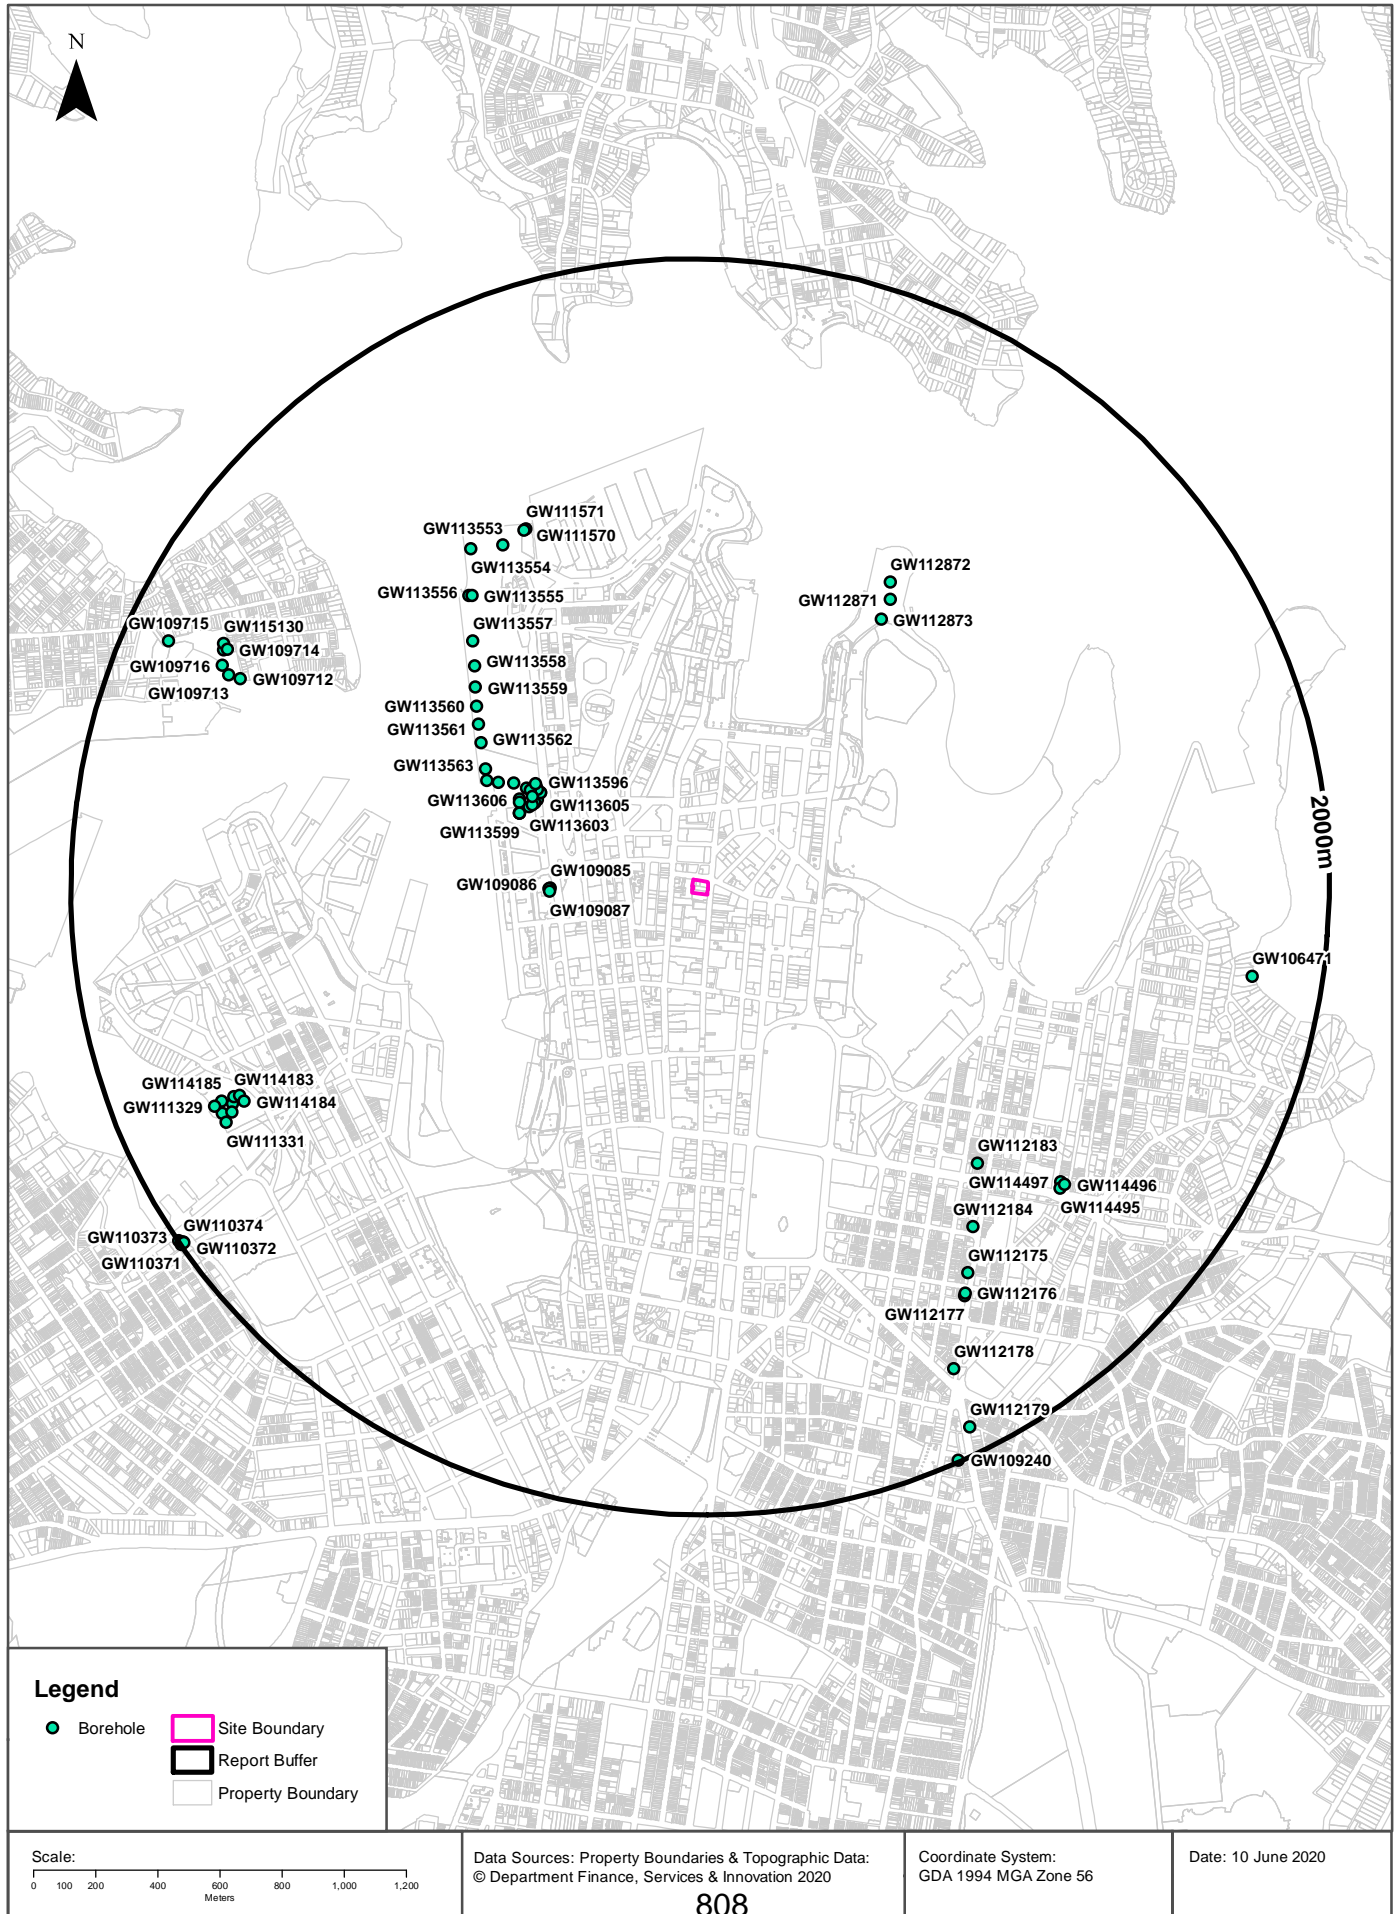 N
GW111571
GW113553
GW111570
GW113554
GW112872
GW113556
GW113555
GW112871
GW109715
GW115130
GW113557
GW112873
GW109714
GW109716
GW113558
GW109712
GW109713
GW113559
GW113560
GW113561
GW113562
GW113563
GW113596
GW113606
GW113605
GW113599
GW113603
2000m
GW109085
GW109086
GW109087
GW106471
GW114185
GW114183
GW111329
GW114184
GW111331
GW112183
GW114497
GW114496
GW114495
GW112184
GW110374
GW110373
GW110372
GW110371
GW112175
GW112176
GW112177
GW112178
GW112179
GW109240
Legend
Borehole
Site Boundary
Report Buffer
Property Boundary
Scale:
0 100 200 400 600 800 1,000 1,200
Meters
Data Sources: Property Boundaries & Topographic Data:
© Department Finance, Services & Innovation 2020
808
Coordinate System:
GDA 1994 MGA Zone 56
Date: 10 June 2020